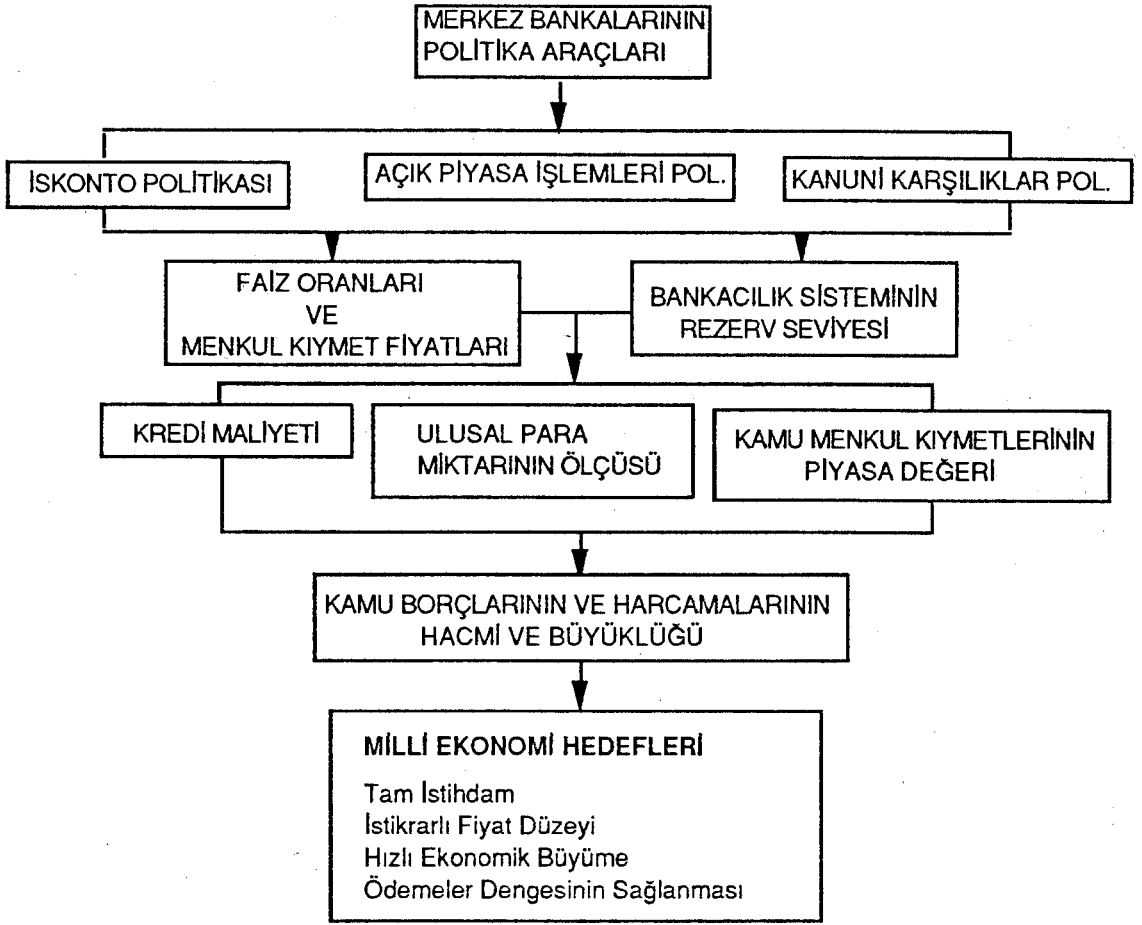 MERKEZ BANKALARININ
POLİTİKA ARAÇLARI
İSKONTO POLİTİKASI
AÇIK PİYASA İŞLEMLERİ POL.
KANUNİ KARŞILIKLAR POL.
FAİZ ORANLARI
VE
MENKUL KIYMET FİYATLARI
BANKACILIK SİSTEMİNİN
REZERV SEVİYESİ
KREDİ MALİYETİ
ULUSAL PARA
MİKTARININ ÖLÇÜSÜ
KAMU MENKUL KIYMETLERİNİN
PİYASA DEĞERİ
KAMU BORÇLARININ VE HARCAMALARININ
HACMİ VE BÜYÜKLÜĞÜ
MİLLİ EKONOMİ HEDEFLERİ
Tam İstihdam
İstikrarlı Fiyat Düzeyi
Hızlı Ekonomik Büyüme
Ödemeler Dengesinin Sağlanması